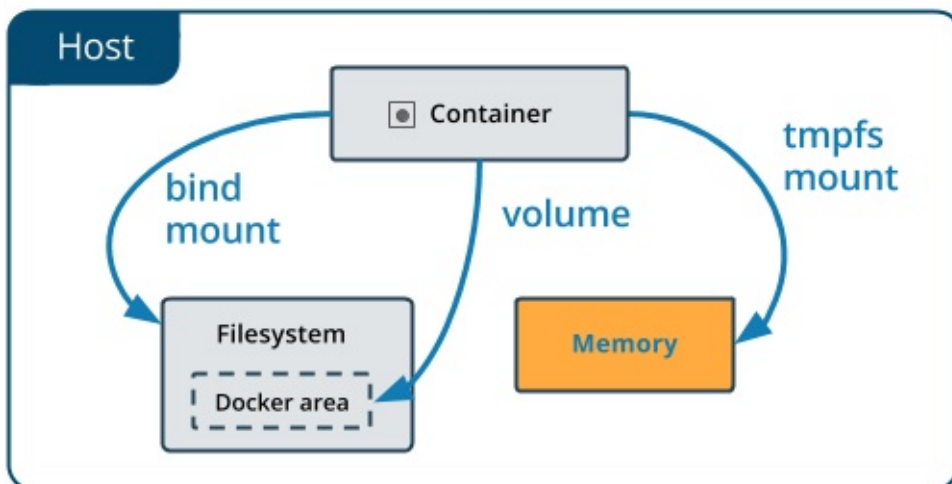 Host
Container
bind
mount
volume
tmpfs
mount
Filesystem
Docker area
Memory